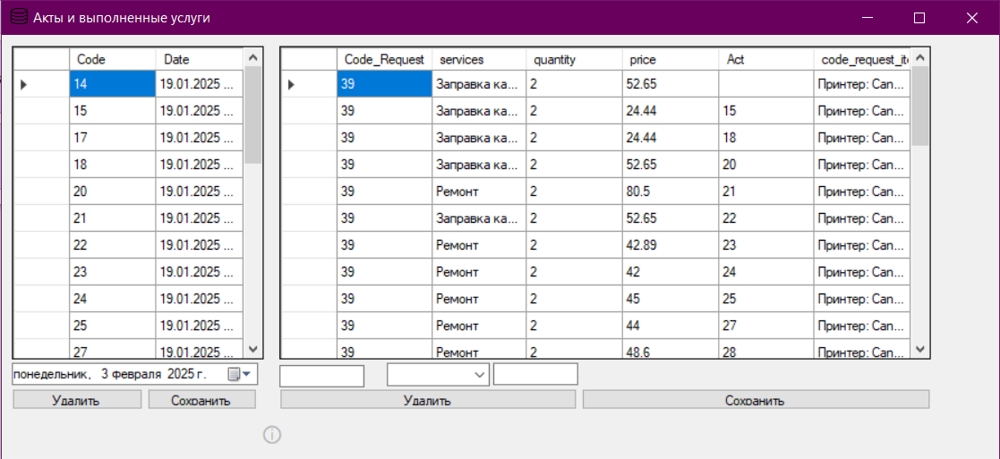 Акты и выполненные услуги
Code Date
14 19.01.2025 ...
15 19.01.2025 ...
17 19.01.2025 ...
18 19.01.2025 ...
20 19.01.2025 ...
21 19.01.2025 ...
22 19.01.2025 ...
23 19.01.2025 ...
24 19.01.2025 ...
25 19.01.2025 ...
27 19.01.2025 ...
понедельник, 3 февраля 2025 г.
Удалить Сохранить
Code_Request services quantity price Act code_request_ite
39 Заправка ка... 2 52.65 Принтер: Can...
39 Заправка ка... 2 24.44 15 Принтер: Can...
39 Заправка ка... 2 24.44 18 Принтер: Can...
39 Заправка ка... 2 52.65 20 Принтер: Can...
39 Ремонт 2 80.5 21 Принтер: Can...
39 Заправка ка... 2 52.65 22 Принтер: Can...
39 Ремонт 2 42.89 23 Принтер: Can...
39 Ремонт 2 42 24 Принтер: Can...
39 Ремонт 2 45 25 Принтер: Can...
39 Ремонт 2 44 27 Принтер: Can...
39 Ремонт 2 48.6 28 Принтер: Can...
Удалить Сохранить